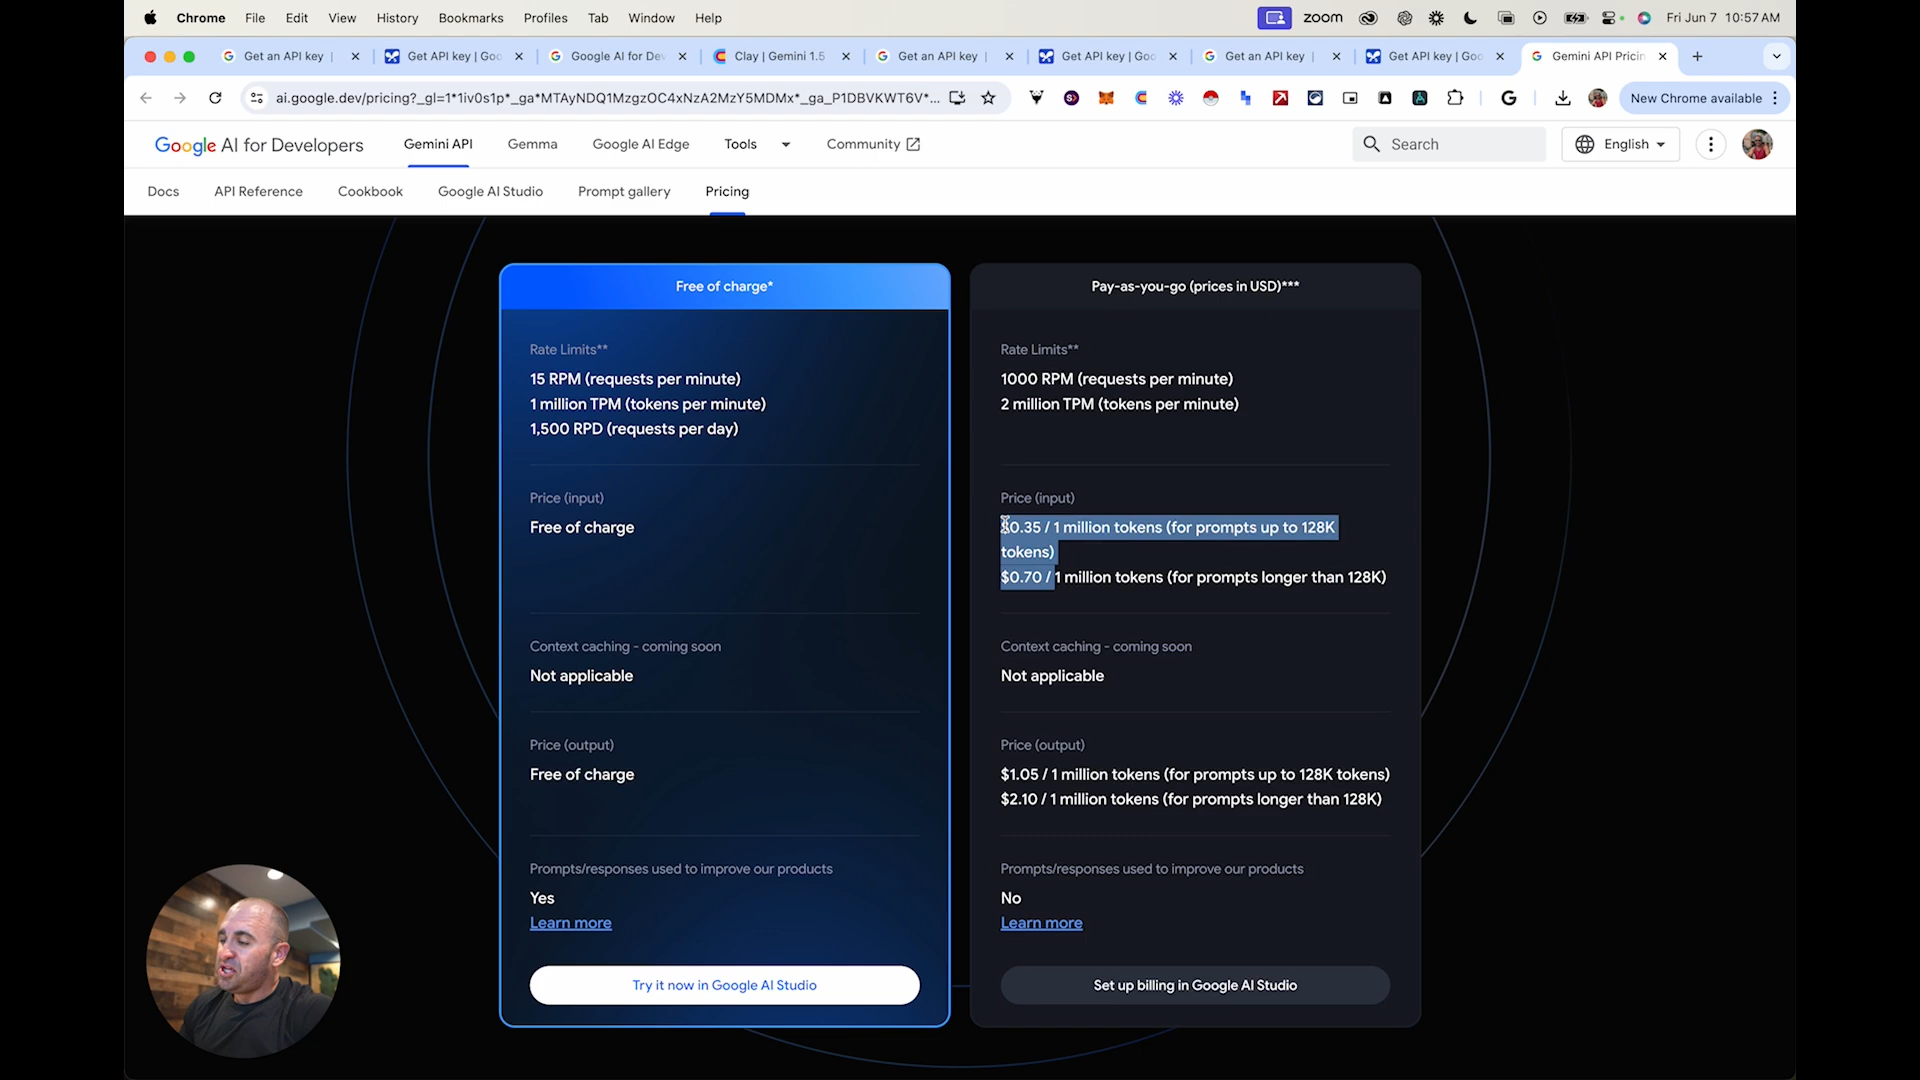 Chrome File Edit View History Bookmarks Profiles Tab Window Help zoom Fri Jun 7 10:57 AM
Get an API key Get API key | Goo Google AI for Dev Clay | Gemini 1.5 Get an API key Get API key | Goo Get an API key Get API key | Goo Gemini API Pricin
ai.google.dev/pricing?_gl=1*1iv0s1p*_ga*MTAyNDQ1MzgzOC4xNzA2MzY5MDMx*_ga_P1DBVKWT6V*... New Chrome available
Google AI for Developers Gemini API Gemma Google AI Edge Tools Community Search English
Docs API Reference Cookbook Google AI Studio Prompt gallery Pricing
Free of charge*
Rate Limits**
15 RPM (requests per minute)
1 million TPM (tokens per minute)
1,500 RPD (requests per day)
Price (input)
Free of charge
Context caching - coming soon
Not applicable
Price (output)
Free of charge
Prompts/responses used to improve our products
Yes
Learn more
Try it now in Google AI Studio
Pay-as-you-go (prices in USD)***
Rate Limits**
1000 RPM (requests per minute)
2 million TPM (tokens per minute)
Price (input)
$0.35 / 1 million tokens (for prompts up to 128K
tokens)
$0.70 / 1 million tokens (for prompts longer than 128K)
Context caching - coming soon
Not applicable
Price (output)
$1.05 / 1 million tokens (for prompts up to 128K tokens)
$2.10 / 1 million tokens (for prompts longer than 128K)
Prompts/responses used to improve our products
No
Learn more
Set up billing in Google AI Studio